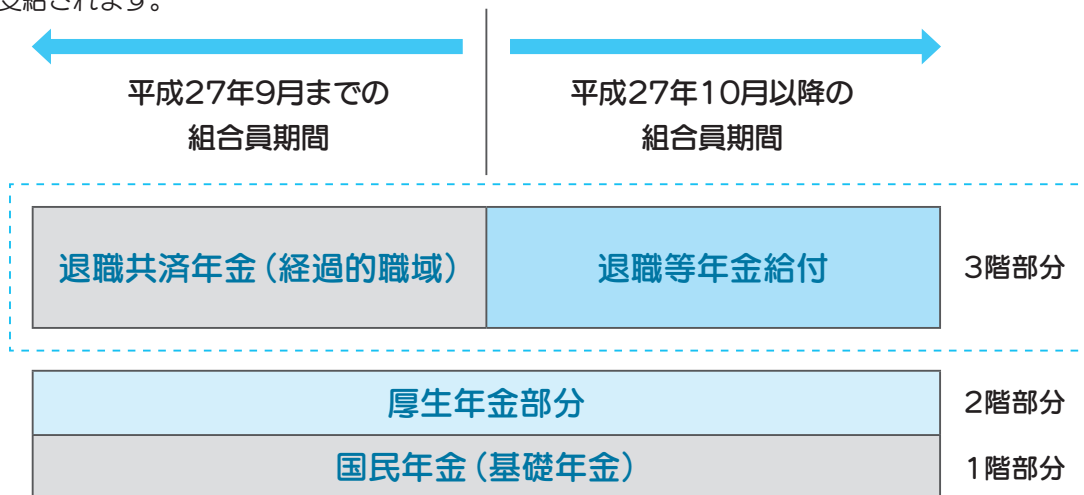 支給されます。
平成27年9月までの
組合員期間
平成27年10月以降の
組合員期間
退職共済年金（経過的職域）
退職等年金給付
3階部分
厚生年金部分
2階部分
国民年金（基礎年金）
1階部分